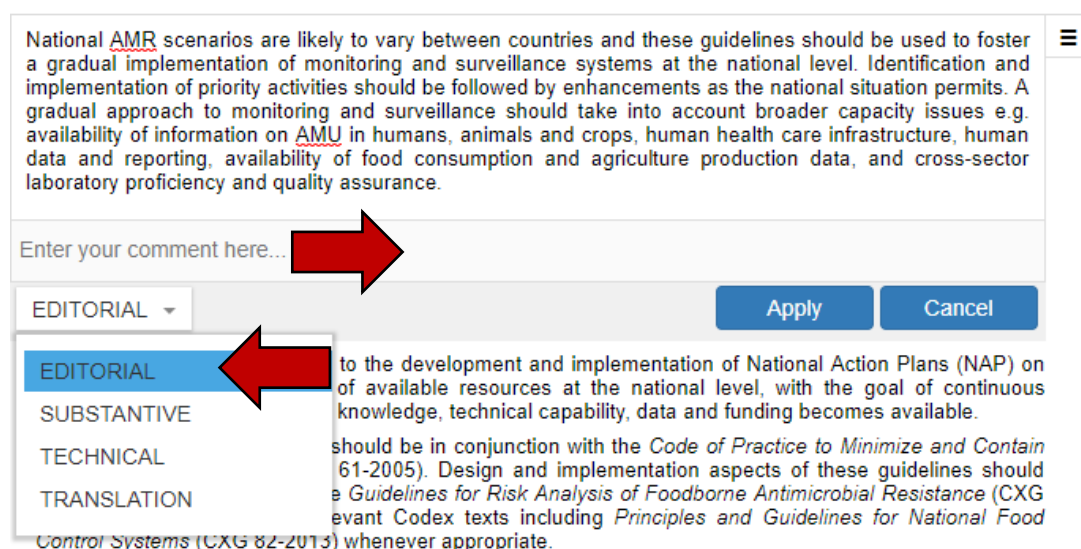 National AMR scenarios are likely to vary between countries and these guidelines should be used to foster
a gradual implementation of monitoring and surveillance systems at the national level. Identification and
implementation of priority activities should be followed by enhancements as the national situation permits. A
gradual approach to monitoring and surveillance should take into account broader capacity issues e.g.
availability of information on AMU in humans, animals and crops, human health care infrastructure, human
data and reporting, availability of food consumption and agriculture production data, and cross-sector
laboratory proficiency and quality assurance.
Enter your comment here...
EDITORIAL
Apply
Cancel
EDITORIAL
SUBSTANTIVE
TECHNICAL
TRANSLATION
to the development and implementation of National Action Plans (NAP) on
of available resources at the national level, with the goal of continuous
knowledge, technical capability, data and funding becomes available.
should be in conjunction with the Code of Practice to Minimize and Contain
61-2005). Design and implementation aspects of these guidelines should
Guidelines for Risk Analysis of Foodborne Antimicrobial Resistance (CXG
Codex texts including Principles and Guidelines for National Food
Control Systems (CXG 82-2013) whenever appropriate.